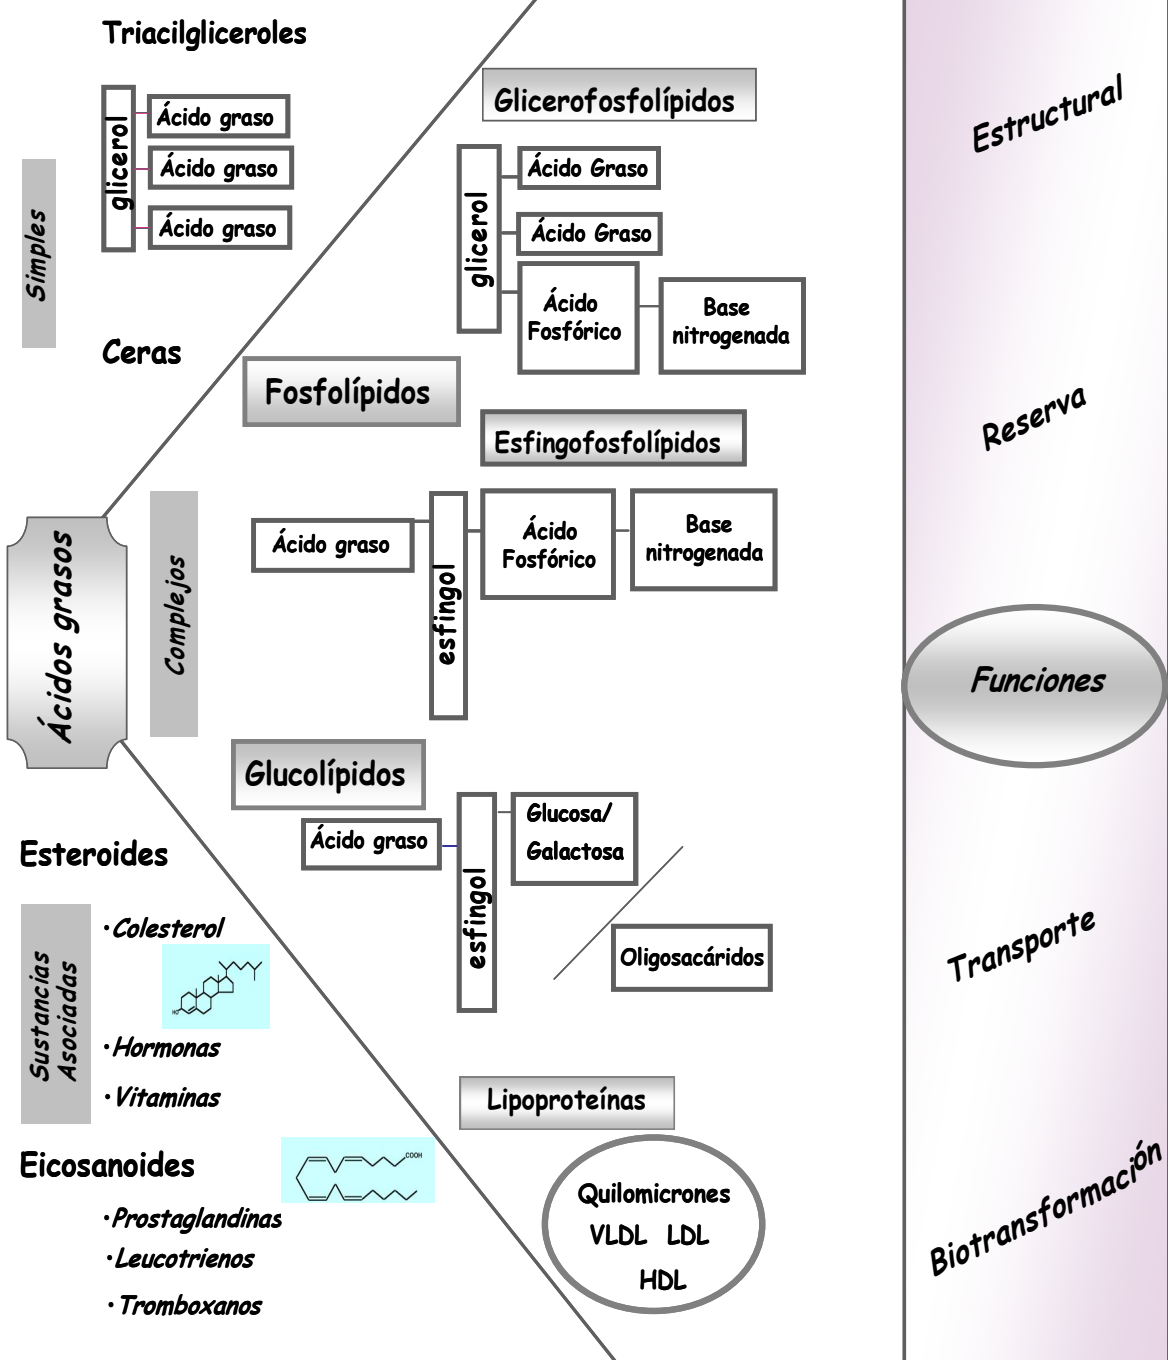 Triacilgliceroles
glicerol
Ácido graso
Ácido graso
Ácido graso
Simples
Ceras
Glicerofosfolípidos
glicerol
Ácido Graso
Ácido Graso
Ácido
Fosfórico
Base
nitrogenada
Fosfolípidos
Esfingofosfolípidos
Ácidos grasos
Complejos
Ácido graso
esfingol
Ácido
Fosfórico
Base
nitrogenada
Glucolípidos
Ácido graso
esfingol
Glucosa/
Galactosa
Oligosacáridos
Esteroides
Sustancias
Asociadas
·Colesterol
HO
·Hormonas
·Vitaminas
Eicosanoides
COOH
·Prostaglandinas
·Leucotrienos
·Tromboxanos
Lipoproteínas
Quilomicrones
VLDL LDL
HDL
Estructural
Reserva
Funciones
Transporte
Biotransformación